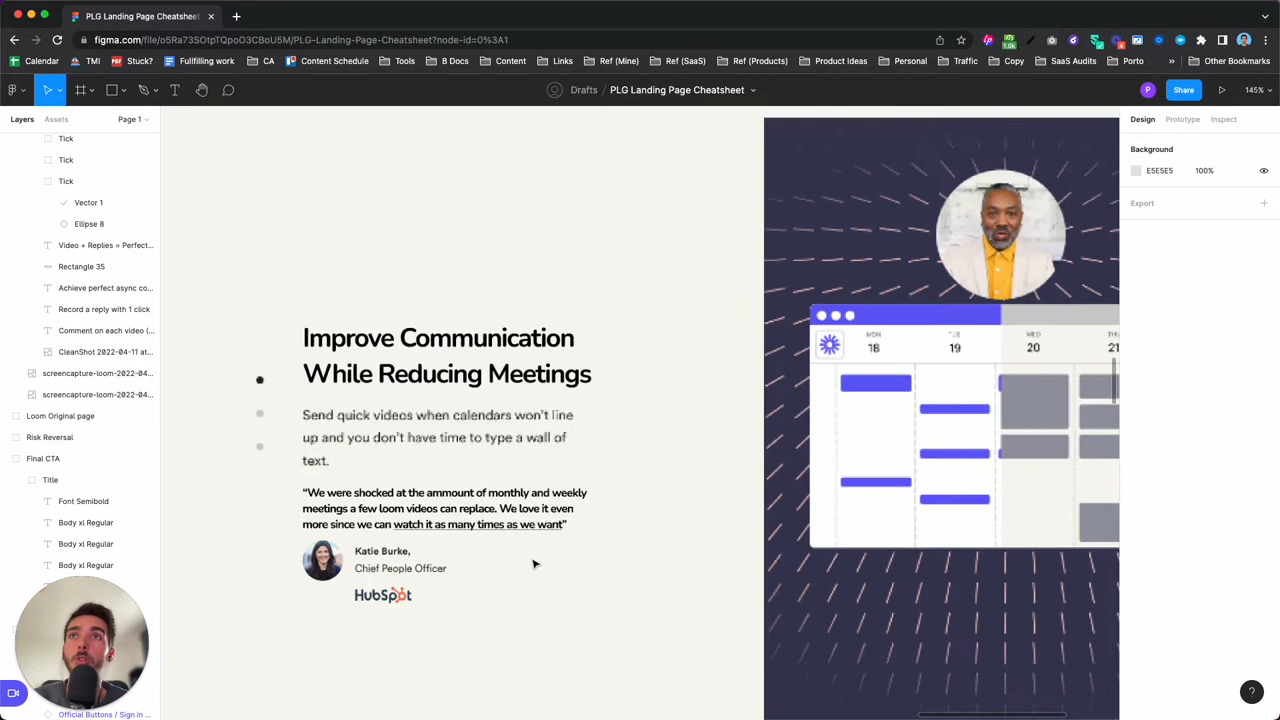 PLG Landing Page Cheatsheet
figma.com/file/o5Ra73SOtpTQpoO3CBoU5M/PLG-Landing-Page-Cheatsheet?node-id=0%3A1
1.0k
Calendar
TMI
Stuck?
Fullfilling work
CA
Content Schedule
Tools
B Docs
Content
Links
Ref (Mine)
Ref (SaaS)
Ref (Products)
Product Ideas
Personal
Traffic
Copy
SaaS Audits
»
Other Bookmarks
Drafts / PLG Landing Page Cheatsheet
P
Share
145%
Layers
Assets
Page 1
Tick
Tick
Tick
Vector 1
Ellipse 8
Video + Replies = Perfect...
Rectangle 35
Achieve perfect async co...
Record a reply with 1 click
Comment on each video (...
CleanShot 2022-04-11 at...
screencapture-loom-2022-04...
screencapture-loom-2022-04...
Loom Original page
Risk Reversal
Final CTA
Title
Font Semibold
Body xl Regular
Body xl Regular
Body xl Regular
Official Buttons / Sign in ...
Improve Communication
While Reducing Meetings
Send quick videos when calendars won't line
up and you don't have time to type a wall of
text.
“We were shocked at the ammount of monthly and weekly
meetings a few loom videos can replace. We love it even
more since we can watch it as many times as we want”
Katie Burke,
Chief People Officer
HubSpot
MON
18
TUE
19
WED
20
21
Design
Prototype
Inspect
Background
E5E5E5
100%
Export
?